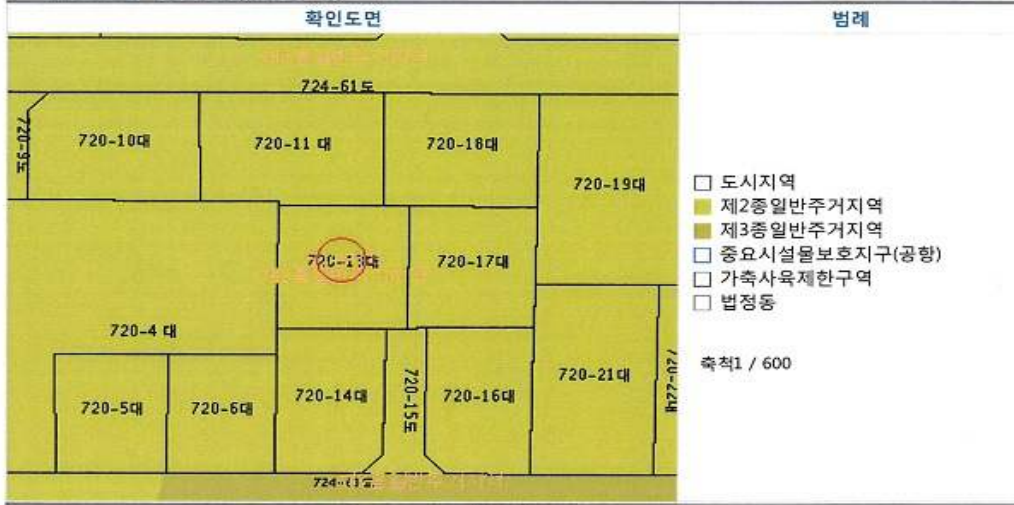 확인도면
범례
724-61도
720-9도
720-10대
720-11 대
720-18대
720-19대
720-13대
720-17대
720-4 대
720-5대
720-6대
720-14대
720-15도
720-16대
720-21대
720-22대
도시지역
제2종일반주거지역
제3종일반주거지역
중요시설물보호지구(공항)
가축사육제한구역
법정동
축척1 / 600